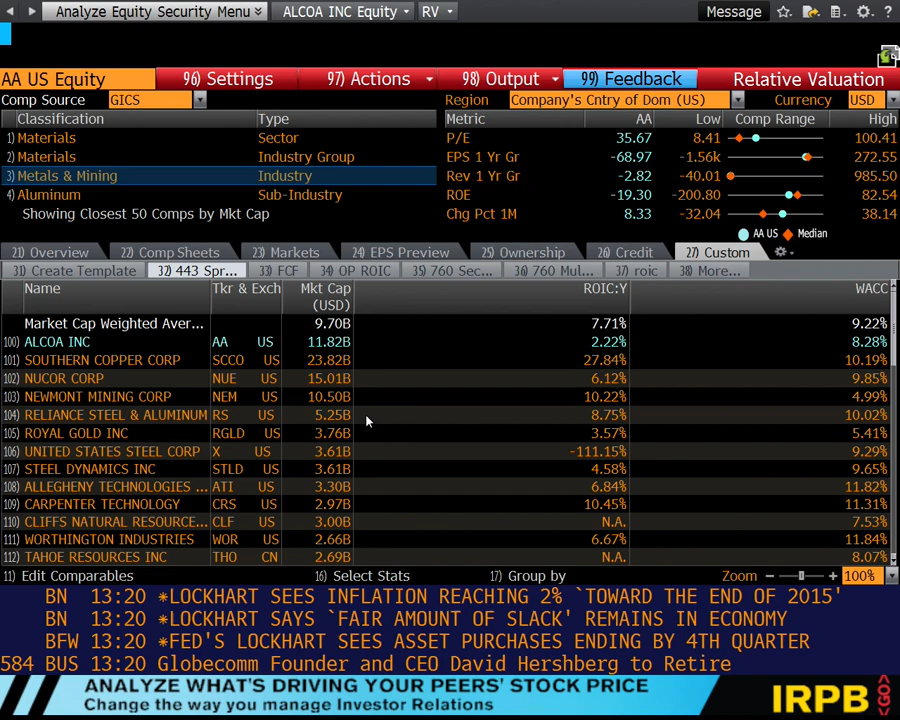 Analyze Equity Security Menu ALCOA INC Equity RV Message ?
AA US Equity 96) Settings 97) Actions 98) Output 99) Feedback Relative Valuation
Comp Source GICS Region Company's Cntry of Dom (US) Currency USD
Classification Type Metric AA Low Comp Range High
1) Materials Sector P/E 35.67 8.41 100.41
2) Materials Industry Group EPS 1 Yr Gr -68.97 -1.56k 272.55
3) Metals & Mining Industry Rev 1 Yr Gr -2.82 -40.01 985.50
4) Aluminum Sub-Industry ROE -19.30 -200.80 82.54
Showing Closest 50 Comps by Mkt Cap Chg Pct 1M 8.33 -32.04 38.14
AA US Median
21) Overview 22) Comp Sheets 23) Markets 24) EPS Preview 25) Ownership 26) Credit 27) Custom
31) Create Template 32) 443 Spr... 33) FCF 34) OP ROIC 35) 760 Sec... 36) 760 Mul... 37) roic 38) More...
Name Tkr & Exch Mkt Cap ROIC:Y WACC
(USD)
Market Cap Weighted Aver... 9.70B 7.71% 9.22%
100) ALCOA INC AA US 11.82B 2.22% 8.28%
101) SOUTHERN COPPER CORP SCCO US 23.82B 27.84% 10.19%
102) NUCOR CORP NUE US 15.01B 6.12% 9.85%
103) NEWMONT MINING CORP NEM US 10.50B 10.22% 4.99%
104) RELIANCE STEEL & ALUMINUM RS US 5.25B 8.75% 10.02%
105) ROYAL GOLD INC RGLD US 3.76B 3.57% 5.41%
106) UNITED STATES STEEL CORP X US 3.61B -111.15% 9.29%
107) STEEL DYNAMICS INC STLD US 3.61B 4.58% 9.65%
108) ALLEGHENY TECHNOLOGIES ... ATI US 3.30B 6.84% 11.82%
109) CARPENTER TECHNOLOGY CRS US 2.97B 10.45% 11.31%
110) CLIFFS NATURAL RESOURCE... CLF US 3.00B N.A. 7.53%
111) WORTHINGTON INDUSTRIES WOR US 2.66B 6.67% 11.84%
112) TAHOE RESOURCES INC THO CN 2.69B N.A. 8.07%
11) Edit Comparables 16) Select Stats 17) Group by Zoom - + 100%
BN 13:20 *LOCKHART SEES INFLATION REACHING 2% `TOWARD THE END OF 2015'
BN 13:20 *LOCKHART SAYS `FAIR AMOUNT OF SLACK' REMAINS IN ECONOMY
BFW 13:20 *FED'S LOCKHART SEES ASSET PURCHASES ENDING BY 4TH QUARTER
584 BUS 13:20 Globecomm Founder and CEO David Hershberg to Retire
ANALYZE WHAT'S DRIVING YOUR PEERS' STOCK PRICE
Change the way you manage Investor Relations
IRPB <GO>